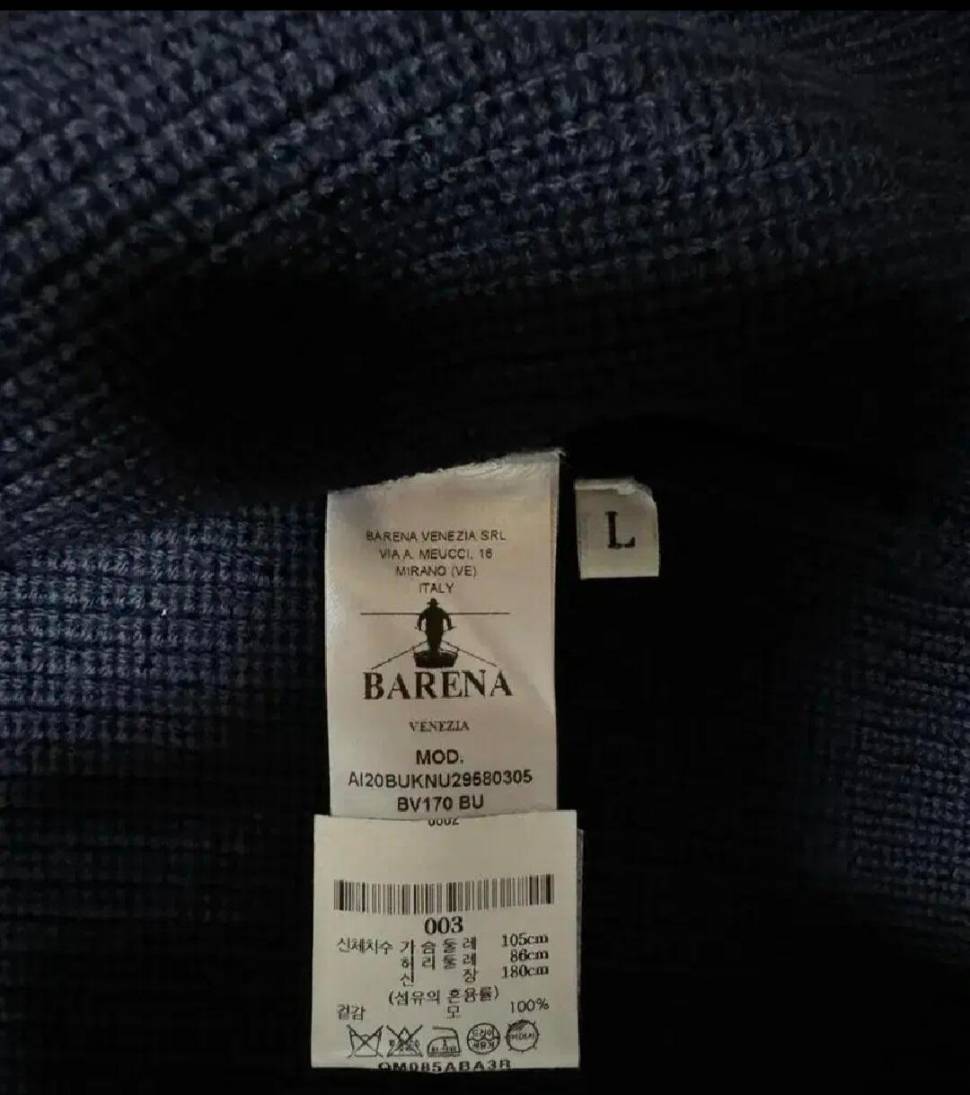 BARENA VENEZIA SRL
VIA A. MEUCCI, 16
MIRANO (VE)
ITALY
BARENA
VENEZIA
MOD.
AI20BUKNU29580305
BV170 BU
L
003
신체치수 가슴둘레 105cm
허리둘레 86cm
신장 180cm
(섬유의 혼용률)
겉감 모 100%